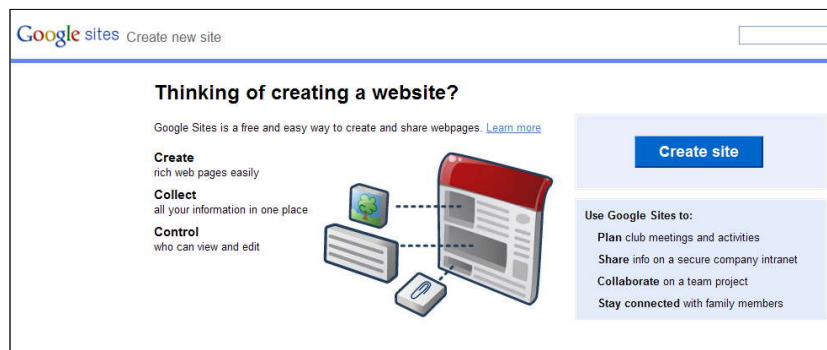 Google sites Create new site
Thinking of creating a website?
Google Sites is a free and easy way to create and share webpages. Learn more
Create
rich web pages easily
Collect
all your information in one place
Control
who can view and edit
Create site
Use Google Sites to:
Plan club meetings and activities
Share info on a secure company intranet
Collaborate on a team project
Stay connected with family members